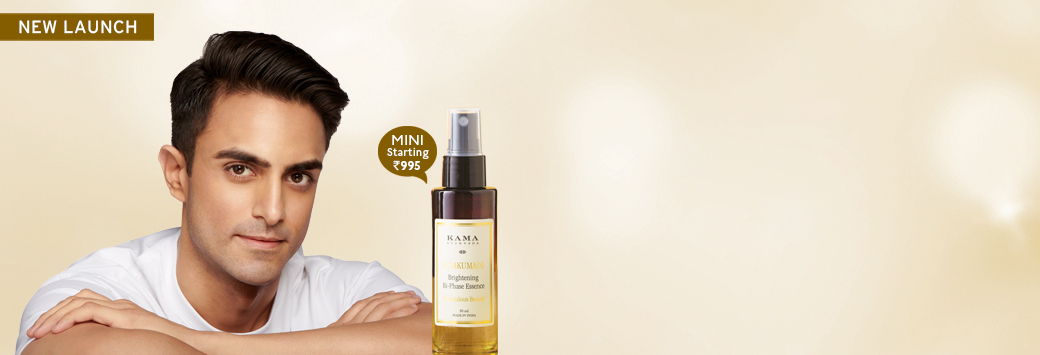 NEW LAUNCH
MINI
Starting
₹995
KAMA
AYURVEDA
Brightening
Bi-Phase Essence
MADE IN INDIA